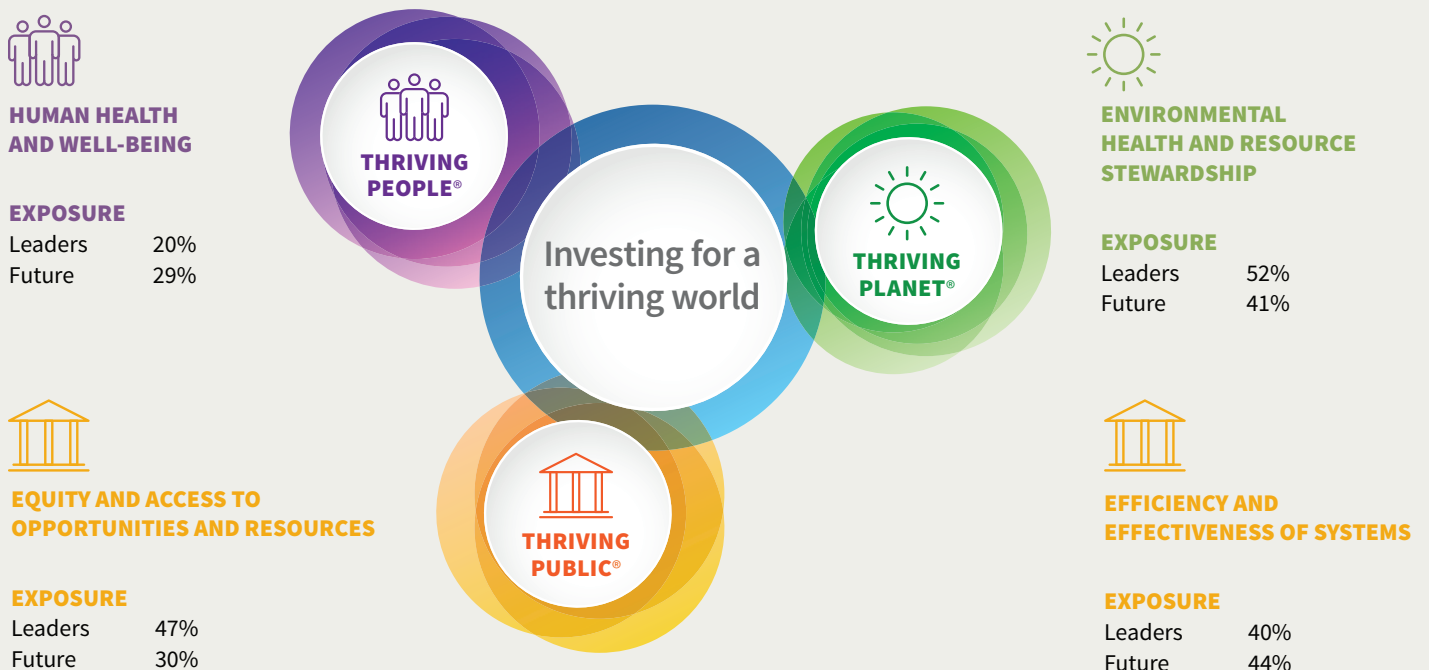 HUMAN HEALTH
AND WELL-BEING
EXPOSURE
Leaders 20%
Future 29%
THRIVING
PEOPLE®
Investing for a
thriving world
THRIVING
PLANET®
ENVIRONMENTAL
HEALTH AND RESOURCE
STEWARDSHIP
EXPOSURE
Leaders 52%
Future 41%
EQUITY AND ACCESS TO
OPPORTUNITIES AND RESOURCES
EXPOSURE
Leaders 47%
Future 30%
THRIVING
PUBLIC®
EFFICIENCY AND
EFFECTIVENESS OF SYSTEMS
EXPOSURE
Leaders 40%
Future 44%